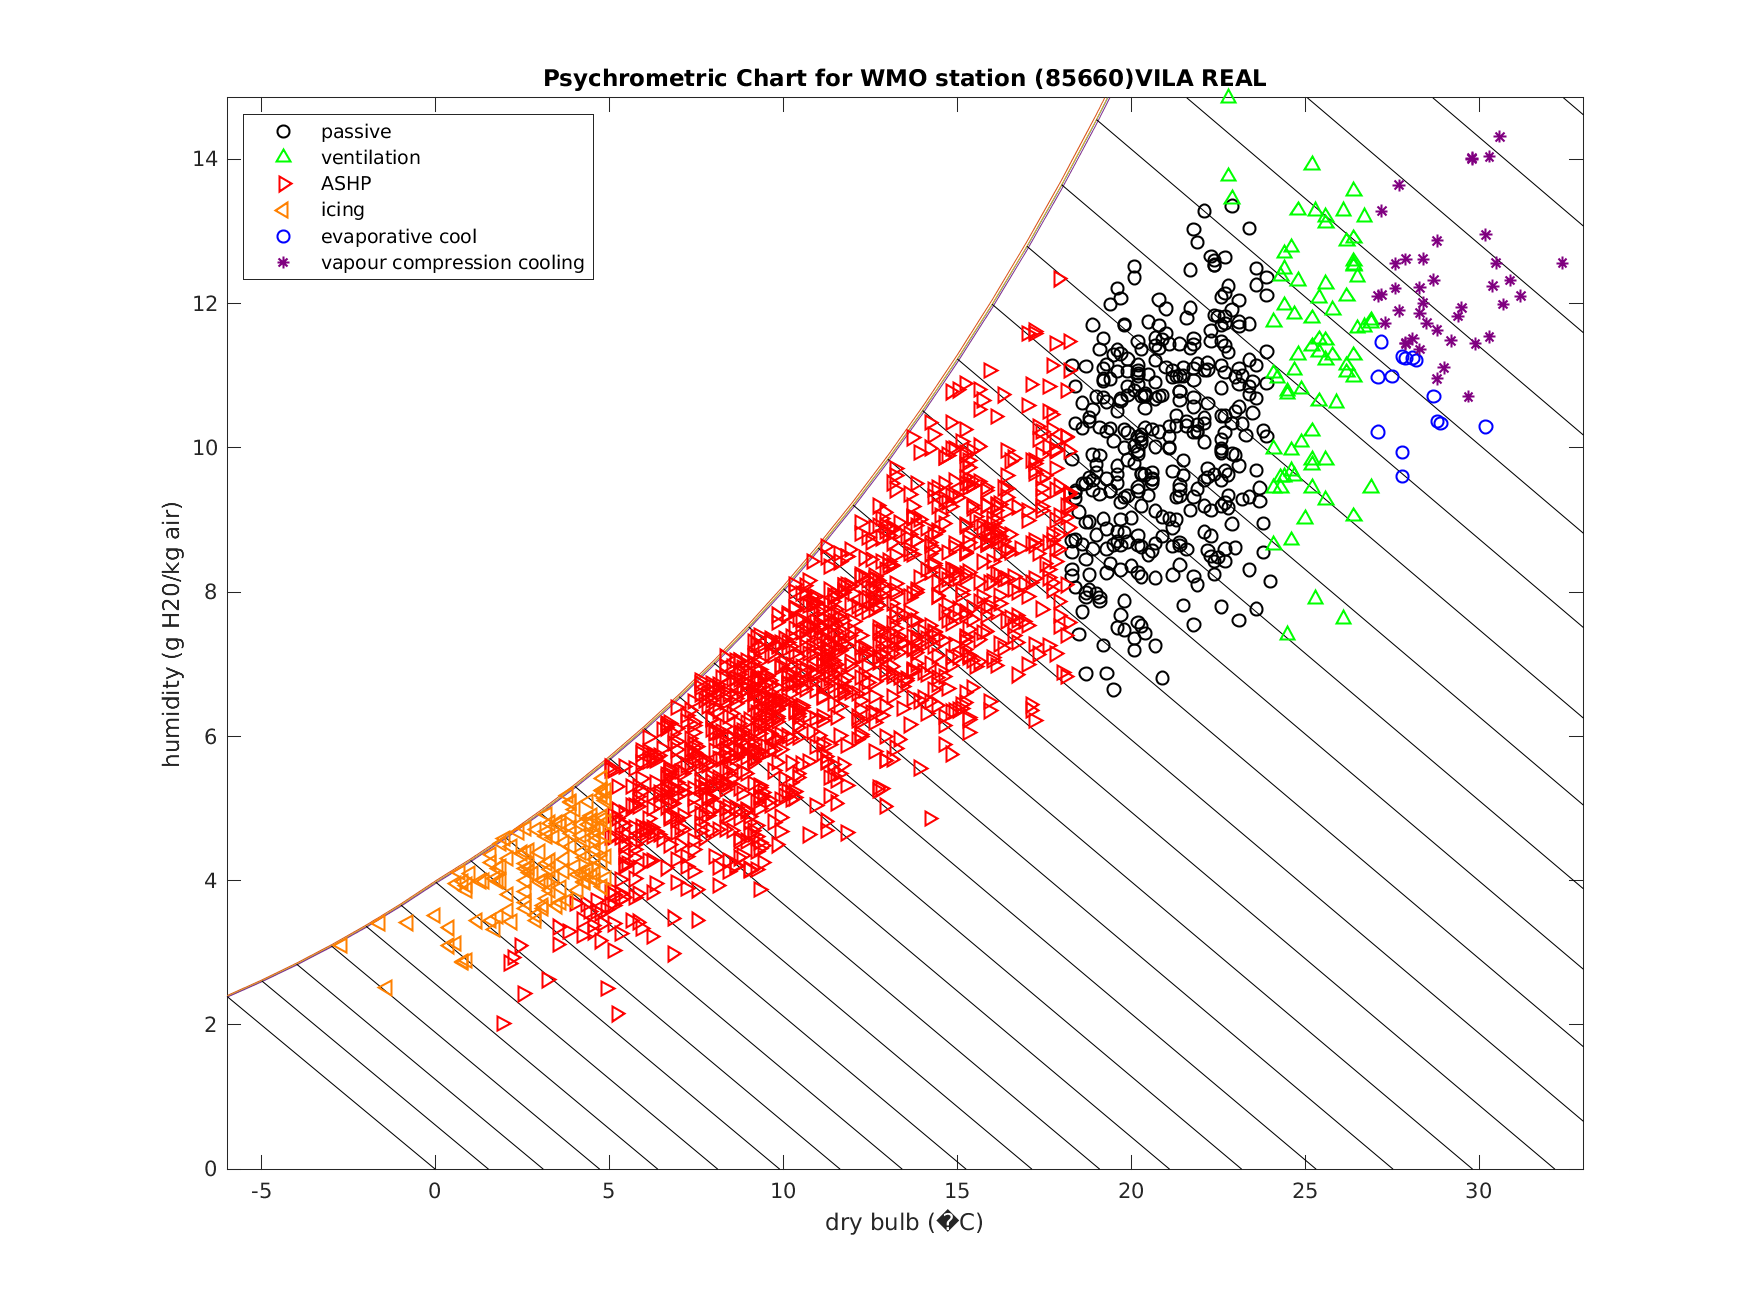 Psychrometric Chart for WMO station (85660)VILA REAL
passive
ventilation
ASHP
icing
evaporative cool
vapour compression cooling
14
12
10
8
6
4
2
0
humidity (g H20/kg air)
-5 0 5 10 15 20 25 30
dry bulb (�C)